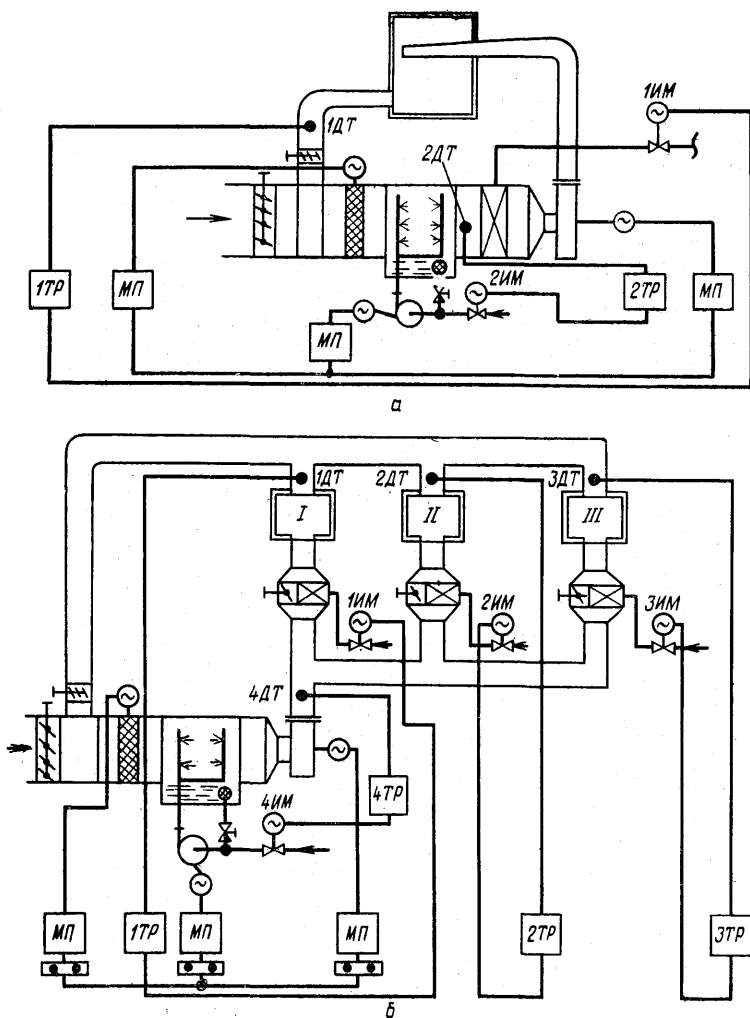 1ИМ
1ДТ
2ДТ
2ИМ
1ТР
МП
2ТР
МП
МП
а
1ДТ
2ДТ
3ДТ
I
II
III
1ИМ
2ИМ
3ИМ
4ДТ
4ТР
4ИМ
МП
1ТР
МП
МП
2ТР
3ТР
б